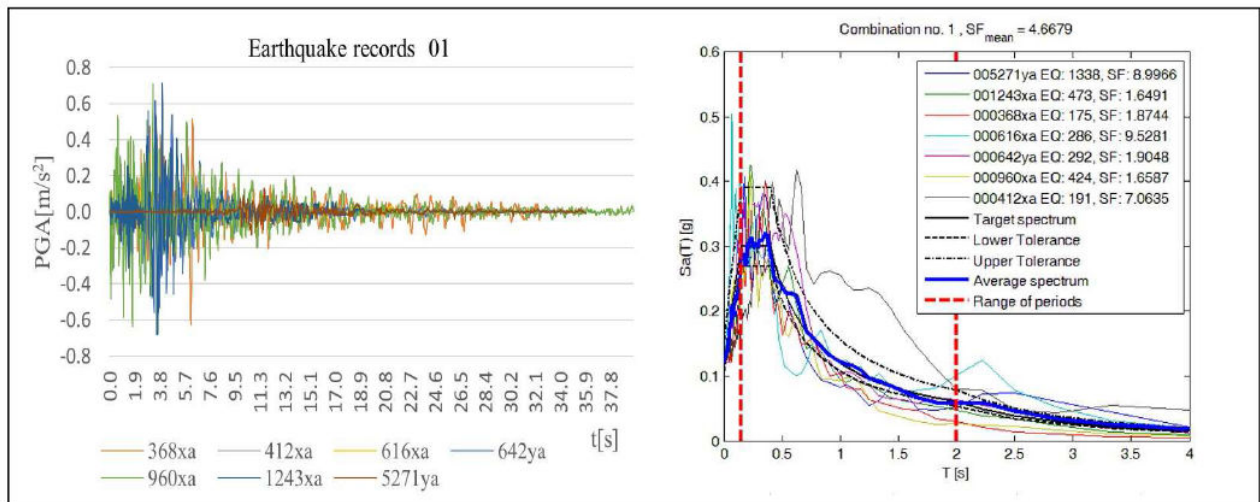 Earthquake records 01
PGA[m/s²]
0.8
0.6
0.4
0.2
0.0
-0.2
-0.4
-0.6
-0.8
0.0 1.9 3.8 5.7 7.6 9.5 11.3 13.2 15.1 17.0 18.9 20.8 22.7 24.6 26.5 28.4 30.2 32.1 34.0 35.9 37.8
t[s]
368xa 412xa 616xa 642ya
960xa 1243xa 5271ya
Combination no. 1 , SFmean = 4.6679
Sa(T) [g]
0.6
0.5
0.4
0.3
0.2
0.1
0
005271ya EQ: 1338, SF: 8.9966
001243xa EQ: 473, SF: 1.6491
000368xa EQ: 175, SF: 1.8744
000616xa EQ: 286, SF: 9.5281
000642ya EQ: 292, SF: 1.9048
000960xa EQ: 424, SF: 1.6587
000412xa EQ: 191, SF: 7.0635
Target spectrum
Lower Tolerance
Upper Tolerance
Average spectrum
Range of periods
0 0.5 1 1.5 2 2.5 3 3.5 4
T [s]